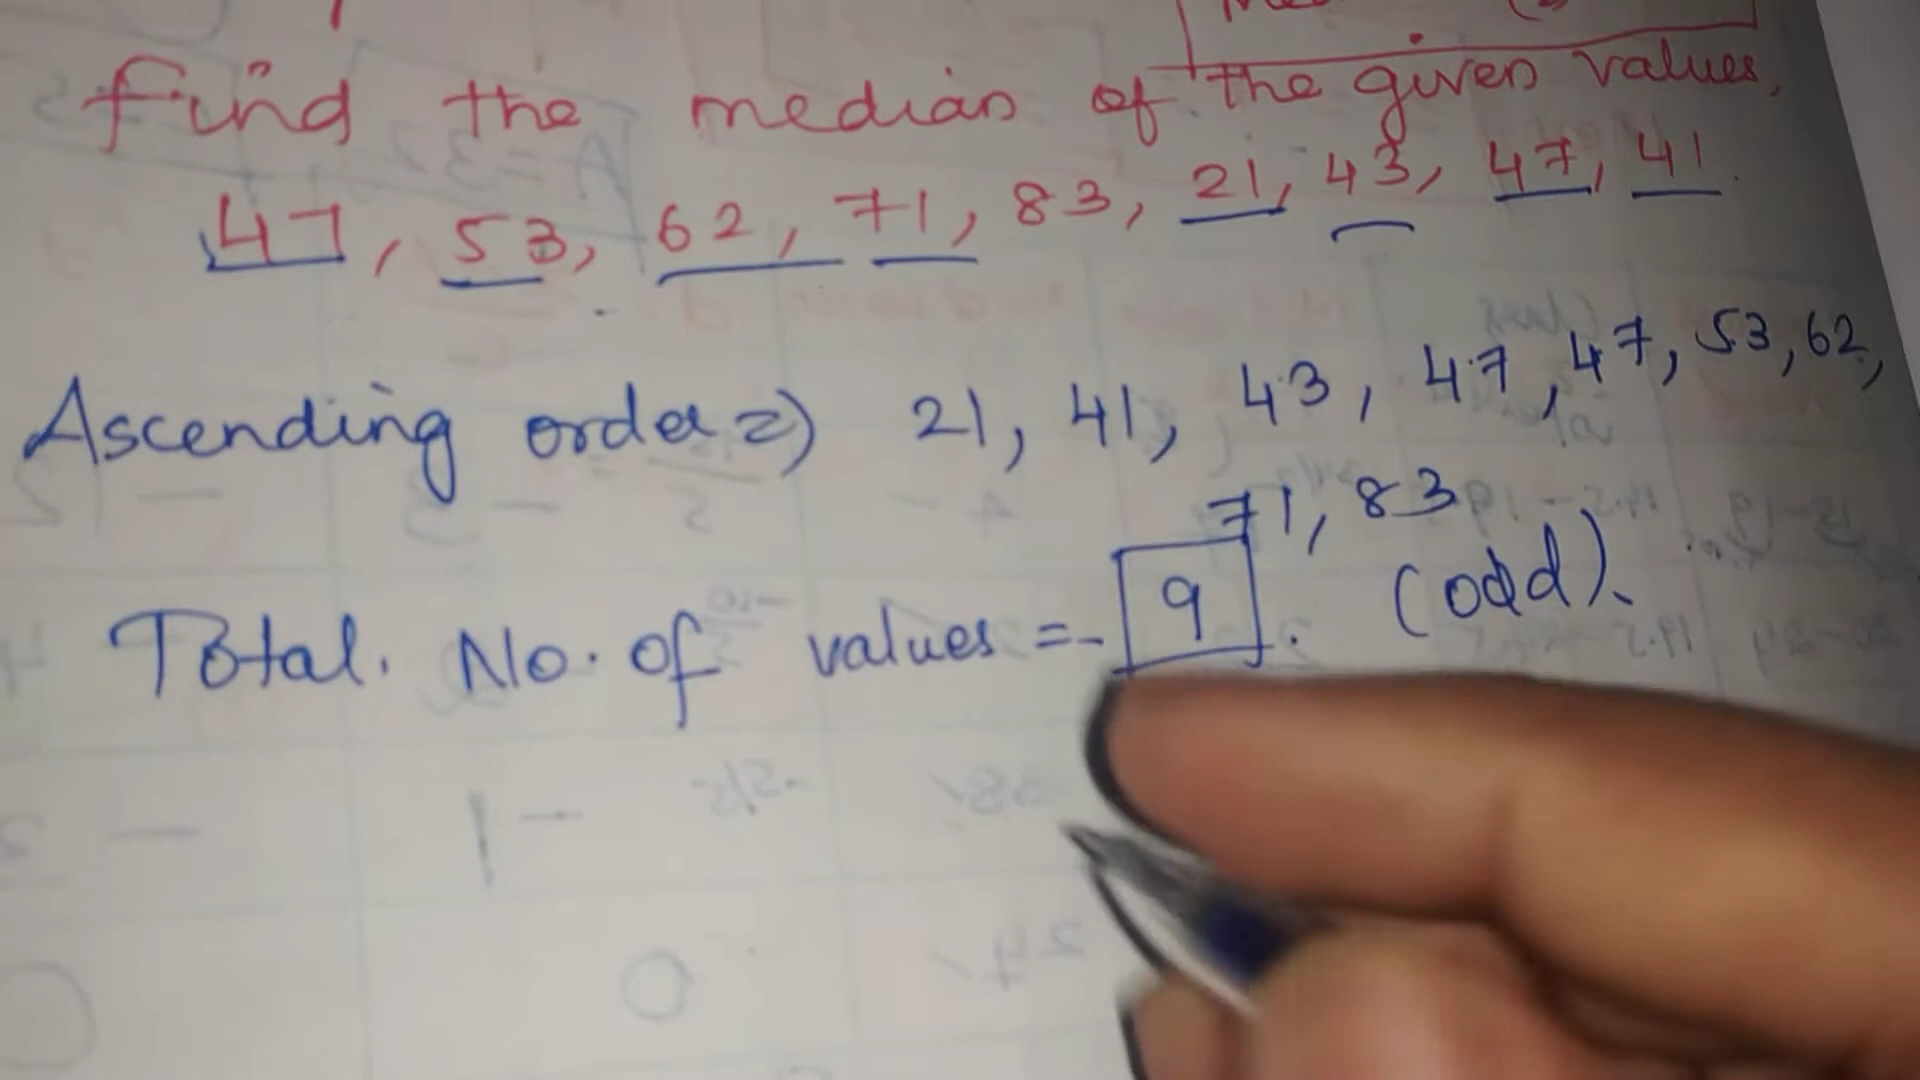 Find the median of the given values,
47, 53, 62, 71, 83, 21, 43, 47, 41.
Ascending order => 21, 41, 43, 47, 47, 53, 62,
71, 83
Total. No. of values = 9. (odd).